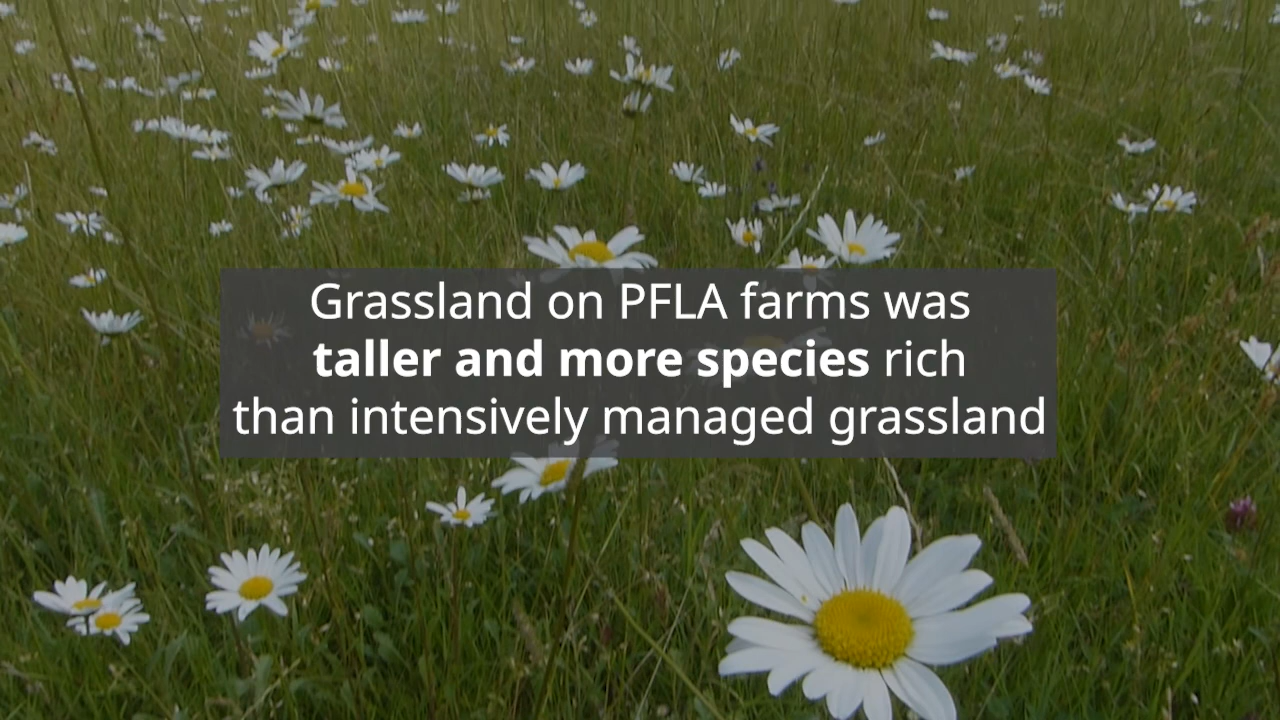 Grassland on PFLA farms was
taller and more species rich
than intensively managed grassland